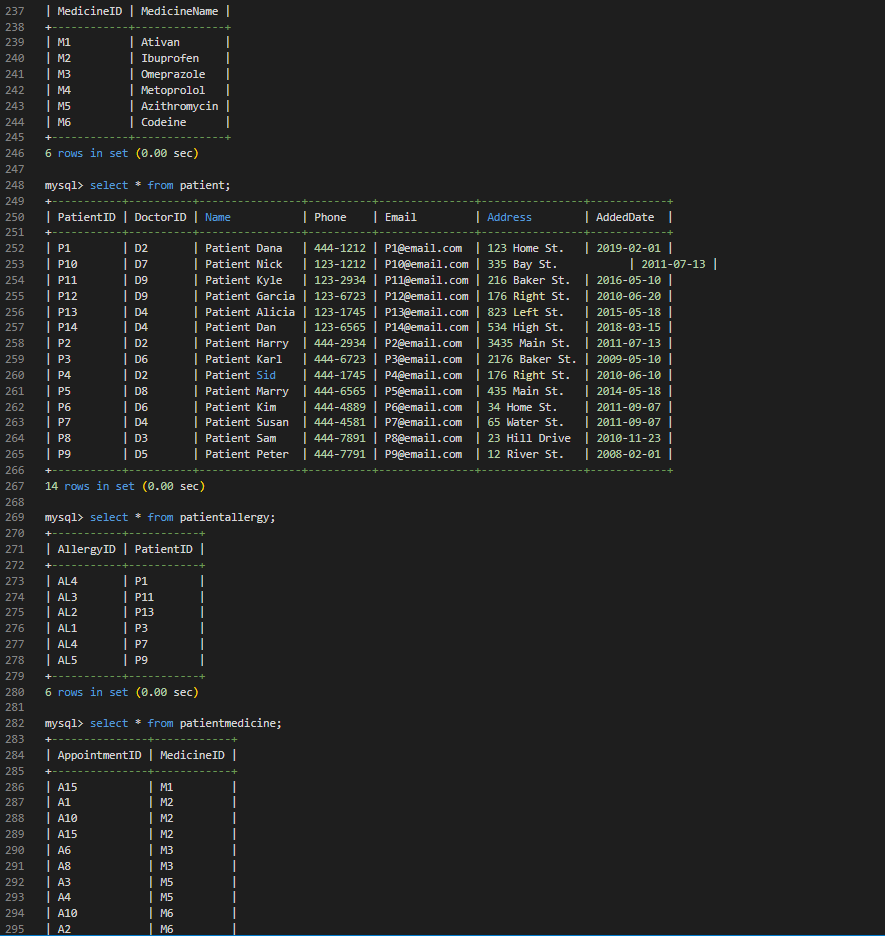 237 | MedicineID | MedicineName |
238 +------------+--------------+
239 | M1         | Ativan       |
240 | M2         | Ibuprofen    |
241 | M3         | Omeprazole   |
242 | M4         | Metoprolol   |
243 | M5         | Azithromycin |
244 | M6         | Codeine      |
245 +------------+--------------+
246 6 rows in set (0.00 sec)
247
248 mysql> select * from patient;
249 +-----------+----------+----------------+----------+---------------+----------------+------------+
250 | PatientID | DoctorID | Name           | Phone    | Email         | Address        | AddedDate  |
251 +-----------+----------+----------------+----------+---------------+----------------+------------+
252 | P1        | D2       | Patient Dana   | 444-1212 | P1@email.com  | 123 Home St.   | 2019-02-01 |
253 | P10       | D7       | Patient Nick   | 123-1212 | P10@email.com | 335 Bay St.           | 2011-07-13 |
254 | P11       | D9       | Patient Kyle   | 123-2934 | P11@email.com | 216 Baker St.  | 2016-05-10 |
255 | P12       | D9       | Patient Garcia | 123-6723 | P12@email.com | 176 Right St.  | 2010-06-20 |
256 | P13       | D4       | Patient Alicia | 123-1745 | P13@email.com | 823 Left St.   | 2015-05-18 |
257 | P14       | D4       | Patient Dan    | 123-6565 | P14@email.com | 534 High St.   | 2018-03-15 |
258 | P2        | D2       | Patient Harry  | 444-2934 | P2@email.com  | 3435 Main St.  | 2011-07-13 |
259 | P3        | D6       | Patient Karl   | 444-6723 | P3@email.com  | 2176 Baker St. | 2009-05-10 |
260 | P4        | D2       | Patient Sid    | 444-1745 | P4@email.com  | 176 Right St.  | 2010-06-10 |
261 | P5        | D8       | Patient Marry  | 444-6565 | P5@email.com  | 435 Main St.   | 2014-05-18 |
262 | P6        | D6       | Patient Kim    | 444-4889 | P6@email.com  | 34 Home St.    | 2011-09-07 |
263 | P7        | D4       | Patient Susan  | 444-4581 | P7@email.com  | 65 Water St.   | 2011-09-07 |
264 | P8        | D3       | Patient Sam    | 444-7891 | P8@email.com  | 23 Hill Drive  | 2010-11-23 |
265 | P9        | D5       | Patient Peter  | 444-7791 | P9@email.com  | 12 River St.   | 2008-02-01 |
266 +-----------+----------+----------------+----------+---------------+----------------+------------+
267 14 rows in set (0.00 sec)
268
269 mysql> select * from patientallergy;
270 +-----------+-----------+
271 | AllergyID | PatientID |
272 +-----------+-----------+
273 | AL4       | P1        |
274 | AL3       | P11       |
275 | AL2       | P13       |
276 | AL1       | P3        |
277 | AL4       | P7        |
278 | AL5       | P9        |
279 +-----------+-----------+
280 6 rows in set (0.00 sec)
281
282 mysql> select * from patientmedicine;
283 +---------------+------------+
284 | AppointmentID | MedicineID |
285 +---------------+------------+
286 | A15           | M1         |
287 | A1            | M2         |
288 | A10           | M2         |
289 | A15           | M2         |
290 | A6            | M3         |
291 | A8            | M3         |
292 | A3            | M5         |
293 | A4            | M5         |
294 | A10           | M6         |
295 | A2            | M6         |